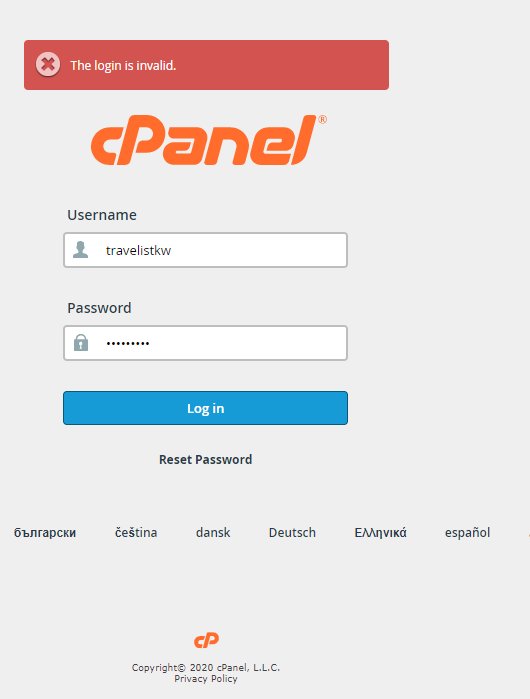 The login is invalid.
cPanel®
Username
travelistkw
Password
•••••••••
Log in
Reset Password
български čeština dansk Deutsch Ελληνικά español
cP
Copyright© 2020 cPanel, L.L.C.
Privacy Policy